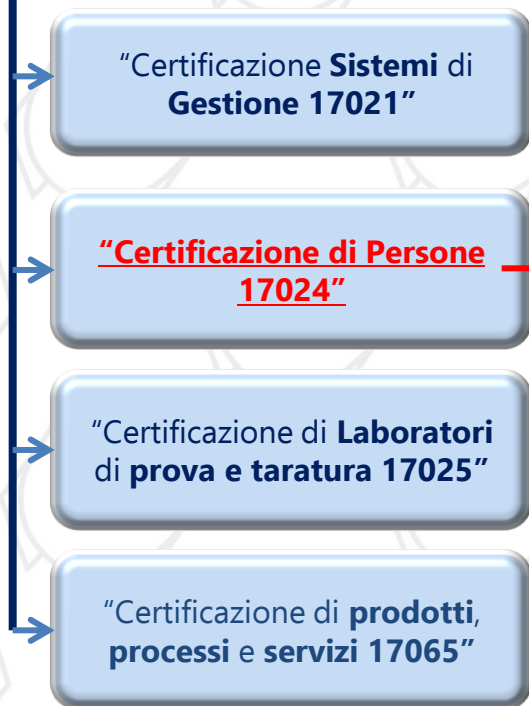 “Certificazione Sistemi di
Gestione 17021”
“Certificazione di Persone
17024”
“Certificazione di Laboratori
di prova e taratura 17025”
“Certificazione di prodotti,
processi e servizi 17065”